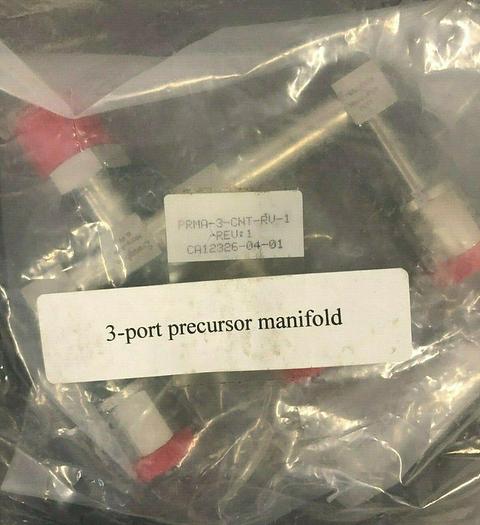 PRMA-3-CNT-RV-1
REV:1
CA12326-04-01
3-port precursor manifold